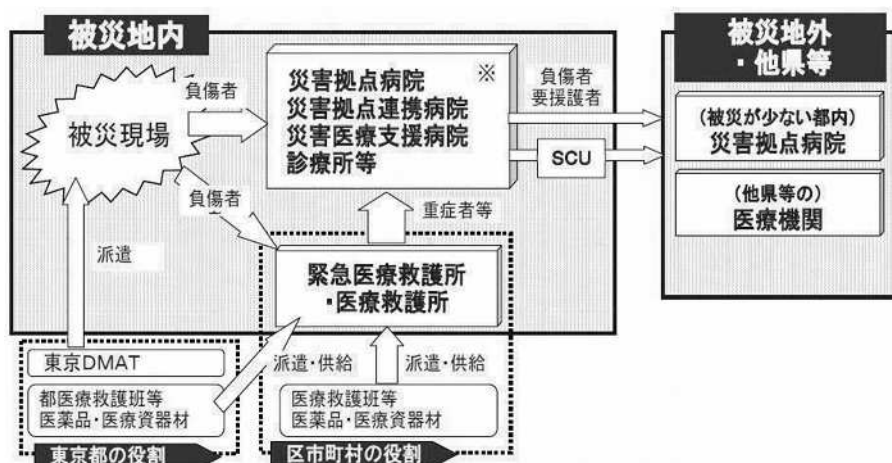 被災地内
被災現場
負傷者
負傷者
派遣
災害拠点病院 ※
災害拠点連携病院
災害医療支援病院
診療所等
負傷者
要援護者
SCU
重症者等
緊急医療救護所
・医療救護所
被災地外
・他県等
(被災が少ない都内)
災害拠点病院
(他県等の)
医療機関
東京DMAT
都医療救護班等
医薬品・医療資器材
東京都の役割
派遣・供給
派遣・供給
医療救護班等
医薬品・医療資器材
区市町村の役割